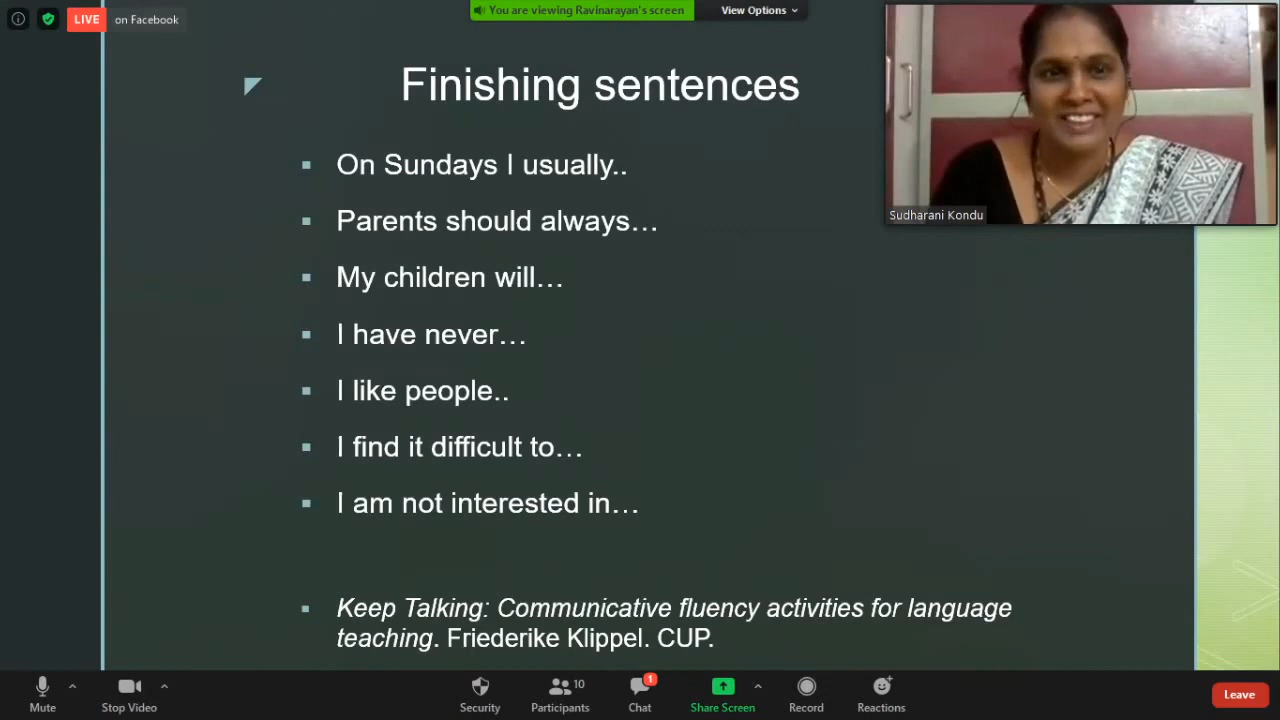 LIVE
on Facebook
You are viewing Ravinarayan's screen
View Options
Finishing sentences
On Sundays I usually..
Parents should always…
My children will…
I have never…
I like people..
I find it difficult to…
I am not interested in…
Keep Talking: Communicative fluency activities for language
teaching. Friederike Klippel. CUP.
Sudharani Kondu
Mute
Stop Video
Security
Participants
10
Chat
1
Share Screen
Record
Reactions
Leave